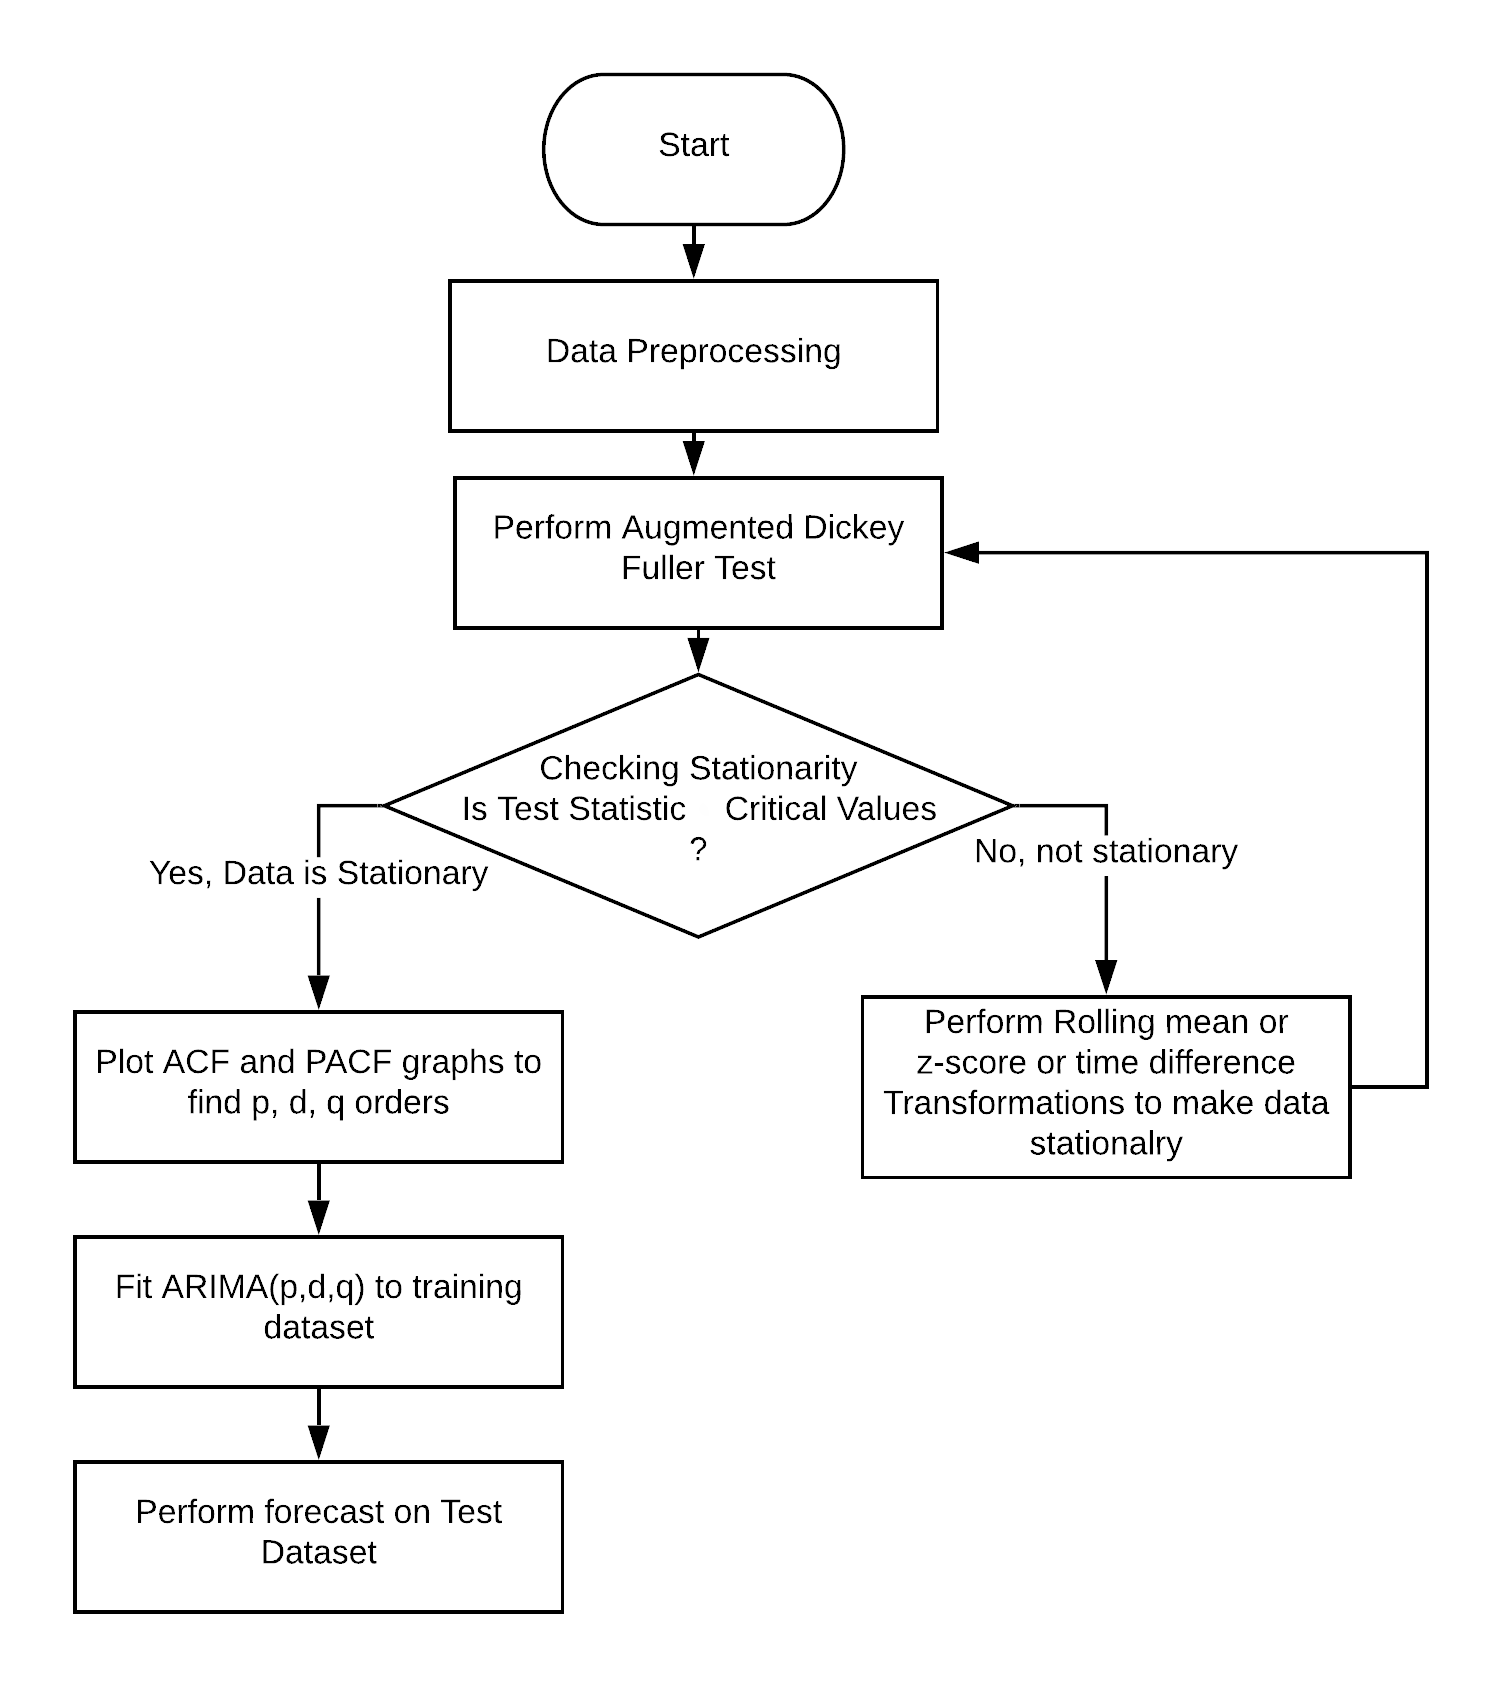 Start
Data Preprocessing
Perform Augmented Dickey
Fuller Test
Checking Stationarity
Is Test Statistic Critical Values
?
Yes, Data is Stationary
No, not stationary
Plot ACF and PACF graphs to
find p, d, q orders
Perform Rolling mean or
z-score or time difference
Transformations to make data
stationalry
Fit ARIMA(p,d,q) to training
dataset
Perform forecast on Test
Dataset